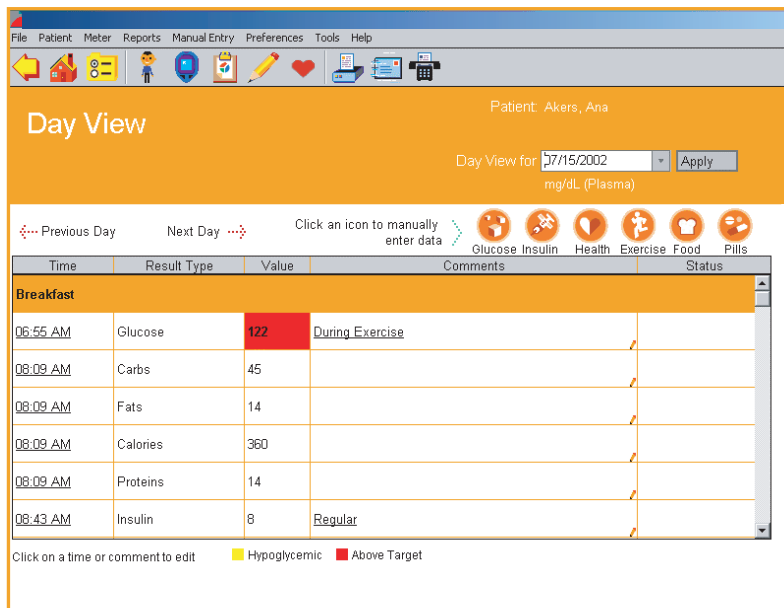 File Patient Meter Reports Manual Entry Preferences Tools Help
Patient: Akers, Ana
Day View
Day View for 07/15/2002 Apply
mg/dL (Plasma)
Previous Day Next Day Click an icon to manually
enter data
Glucose Insulin Health Exercise Food Pills
Time Result Type Value Comments Status
Breakfast
06:55 AM Glucose 122 During Exercise
08:09 AM Carbs 45
08:09 AM Fats 14
08:09 AM Calories 360
08:09 AM Proteins 14
08:43 AM Insulin 8 Regular
Click on a time or comment to edit Hypoglycemic Above Target